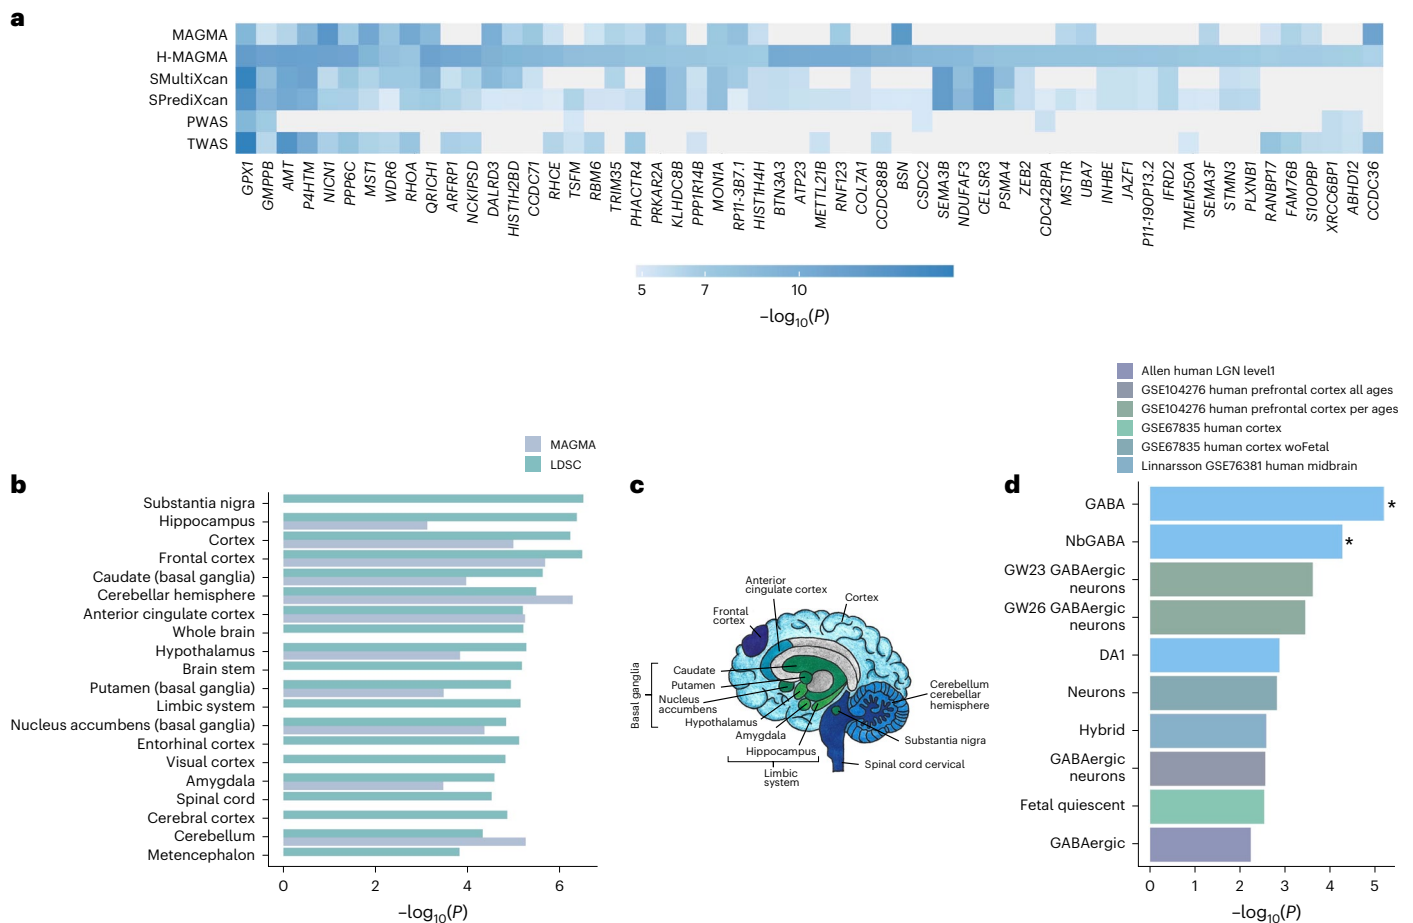 a
MAGMA
H-MAGMA
SMultiXcan
SPrediXcan
PWAS
TWAS
GPX1
GMPPB
AMT
P4HTM
NICN1
PPP6C
MST1
WDR6
RHOA
QRICH1
ARFRP1
NCKIPSD
DALRD3
HIST1H2BD
CCDC71
RHCE
TSFM
RBM6
TRIM35
PHACTR4
PRKAR2A
KLHDC8B
PPP1R14B
MON1A
RP11-3B7.1
HIST1H4H
BTN3A3
ATP23
METTL21B
RNF123
COL7A1
CCDC88B
BSN
CSDC2
SEMA3B
NDUFAF3
CELSR3
PSMA4
ZEB2
CDC42BPA
MST1R
UBA7
INHBE
JAZF1
P11-190P13.2
IFRD2
TMEM50A
SEMA3F
STMN3
PLXNB1
RANBP17
FAM76B
S100PBP
XRCC6BP1
ABHD12
CCDC36
5 7 10
–log10(P)
b
MAGMA
LDSC
Substantia nigra
Hippocampus
Cortex
Frontal cortex
Caudate (basal ganglia)
Cerebellar hemisphere
Anterior cingulate cortex
Whole brain
Hypothalamus
Brain stem
Putamen (basal ganglia)
Limbic system
Nucleus accumbens (basal ganglia)
Entorhinal cortex
Visual cortex
Amygdala
Spinal cord
Cerebral cortex
Cerebellum
Metencephalon
0 2 4 6
–log10(P)
c
Anterior
cingulate cortex
Cortex
Frontal
cortex
Basal ganglia
Caudate
Putamen
Nucleus
accumbens
Hypothalamus
Amygdala
Hippocampus
Limbic
system
Cerebellum
cerebellar
hemisphere
Substantia nigra
Spinal cord cervical
d
Allen human LGN level1
GSE104276 human prefrontal cortex all ages
GSE104276 human prefrontal cortex per ages
GSE67835 human cortex
GSE67835 human cortex woFetal
Linnarsson GSE76381 human midbrain
GABA *
NbGABA *
GW23 GABAergic
neurons
GW26 GABAergic
neurons
DA1
Neurons
Hybrid
GABAergic
neurons
Fetal quiescent
GABAergic
0 1 2 3 4 5
–log10(P)